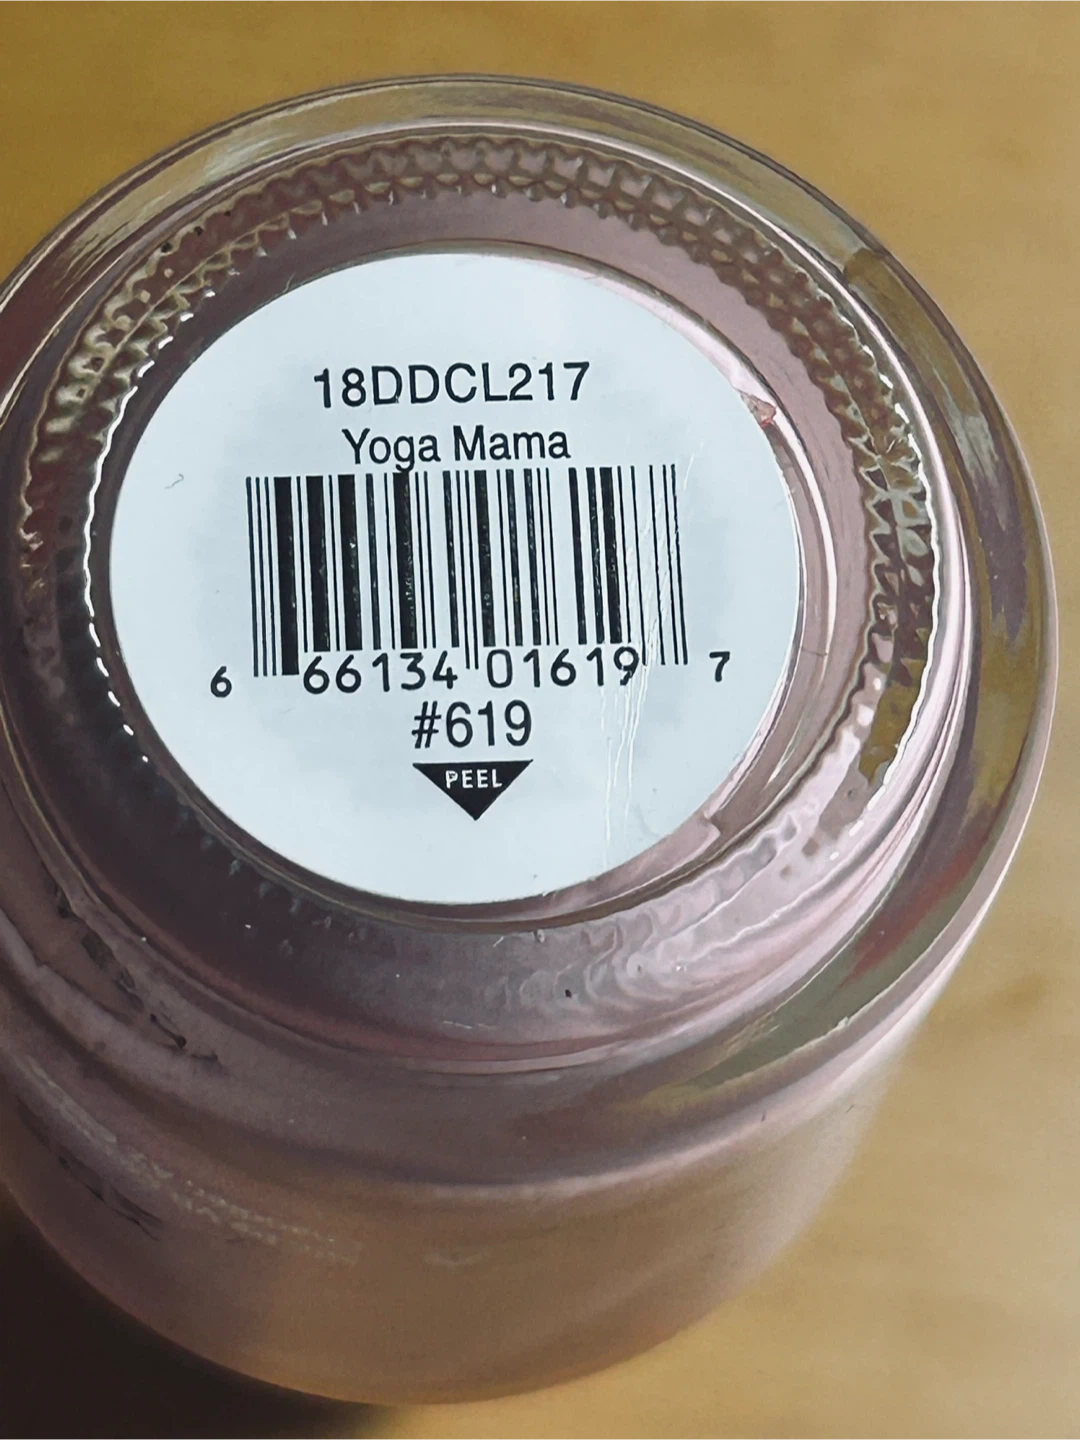 18DDCL217
Yoga Mama
6 66134 01619 7
#619
PEEL